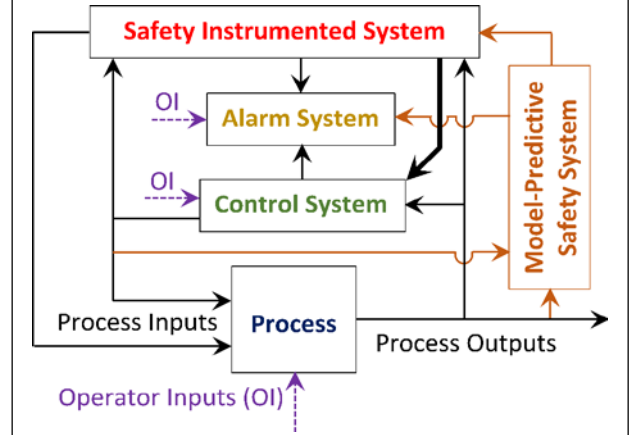 Safety Instrumented System
OI
Alarm System
OI
Control System
Model-Predictive
Safety System
Process Inputs
Process
Process Outputs
Operator Inputs (OI)